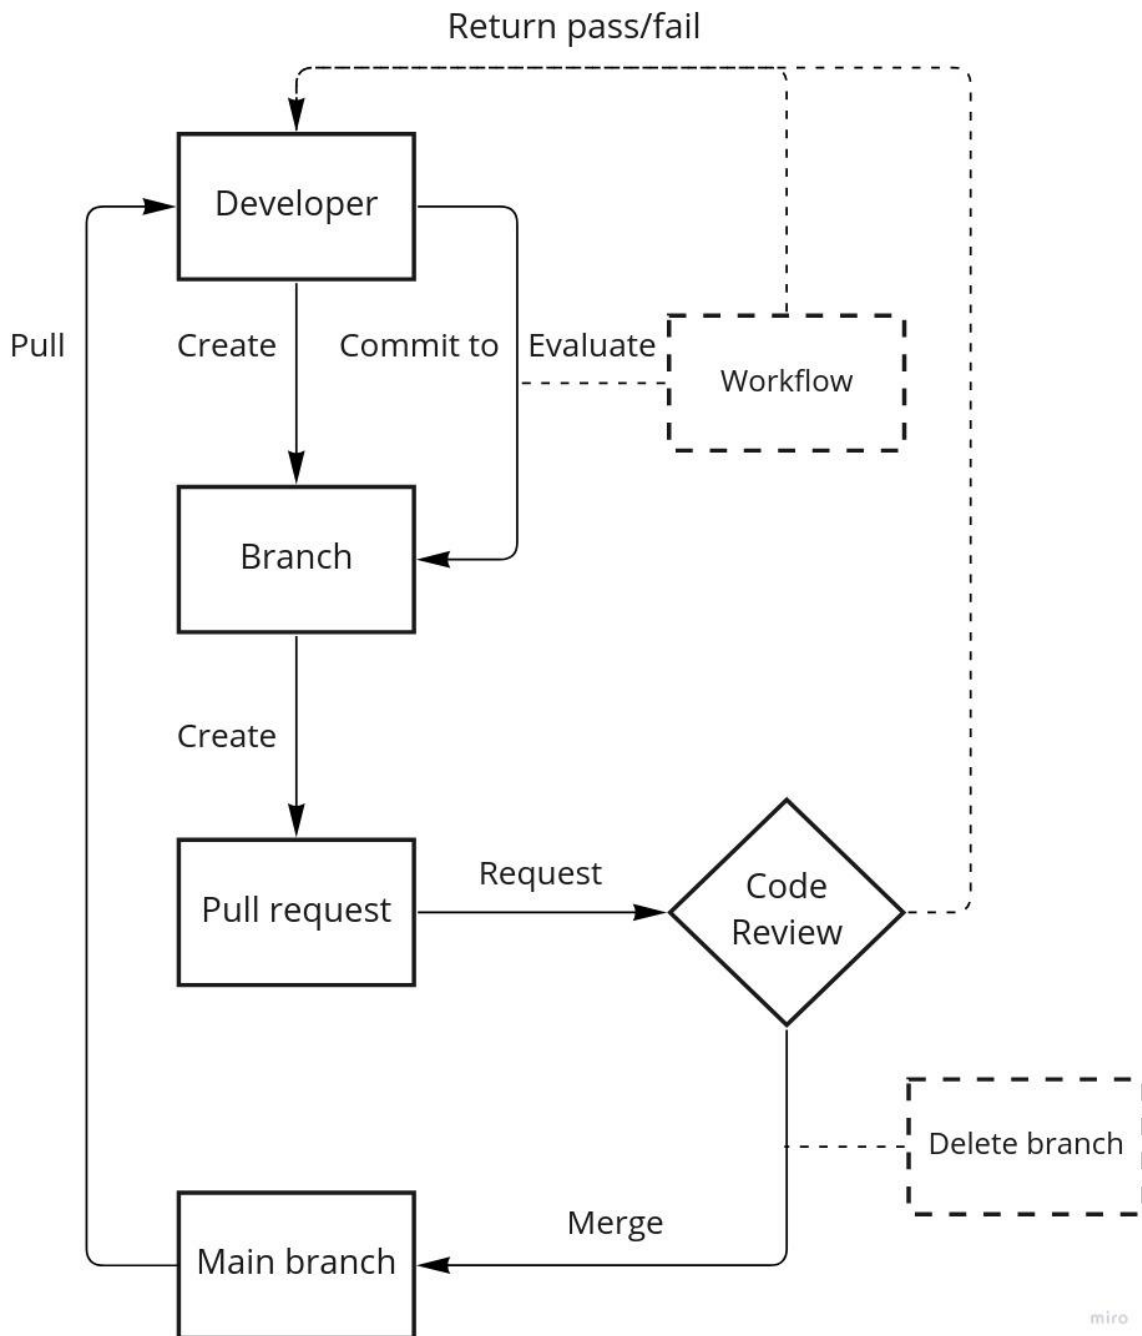 Return pass/fail
Developer
Pull
Create
Commit to
Evaluate
Workflow
Branch
Create
Pull request
Request
Code
Review
Delete branch
Merge
Main branch
miro